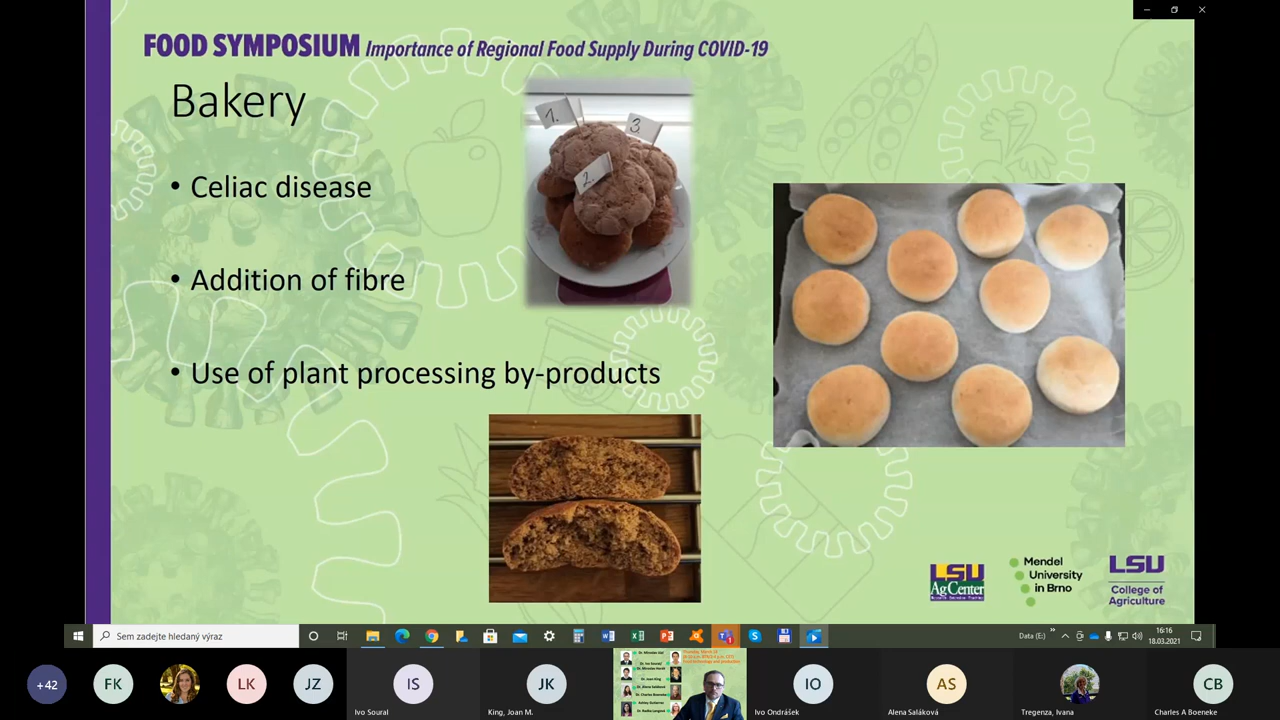 FOOD SYMPOSIUM Importance of Regional Food Supply During COVID-19
Bakery
1.
3.
2.
• Celiac disease
• Addition of fibre
• Use of plant processing by-products
LSU
AgCenter
Mendel
University
in Brno
LSU
College of
Agriculture
Sem zadejte hledaný výraz
Data (E:)
16:16
18.03.2021
+42
FK
LK
JZ
IS
Ivo Soural
JK
King, Joan M.
IO
Ivo Ondrášek
AS
Alena Saláková
Tregenza, Ivana
CB
Charles A Boeneke